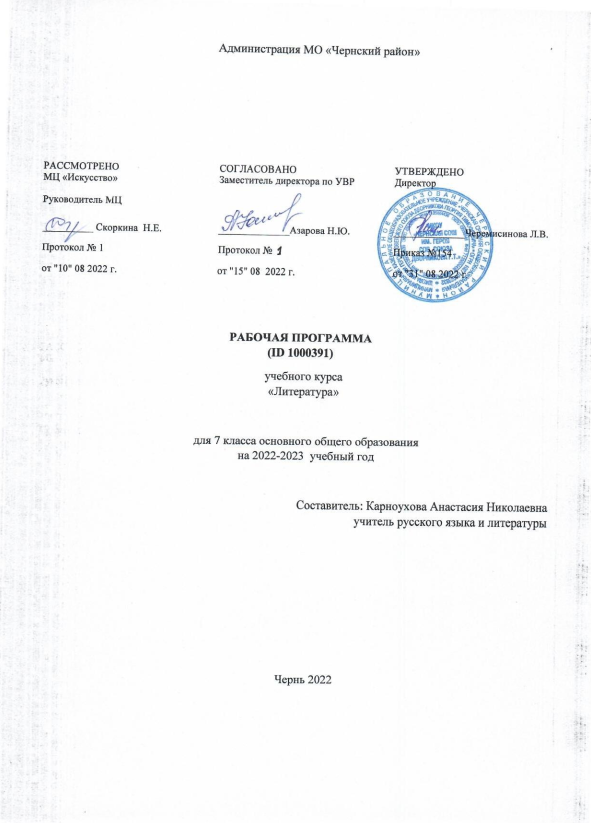 Администрация МО «Чернский район»
РАССМОТРЕНО
МЦ «Искусство»
Руководитель МЦ
Скоркина Н.Е.
Протокол № 1
от "10" 08 2022 г.
СОГЛАСОВАНО
Заместитель директора по УВР
Азарова Н.Ю.
Протокол № 1
от "15" 08 2022 г.
УТВЕРЖДЕНО
Директор
Черемисинова Л.В.
Приказ №154
от "31" 08 2022 г.
РАБОЧАЯ ПРОГРАММА
(ID 1000391)
учебного курса
«Литература»
для 7 класса основного общего образования
на 2022-2023 учебный год
Составитель: Карноухова Анастасия Николаевна
учитель русского языка и литературы
Чернь 2022